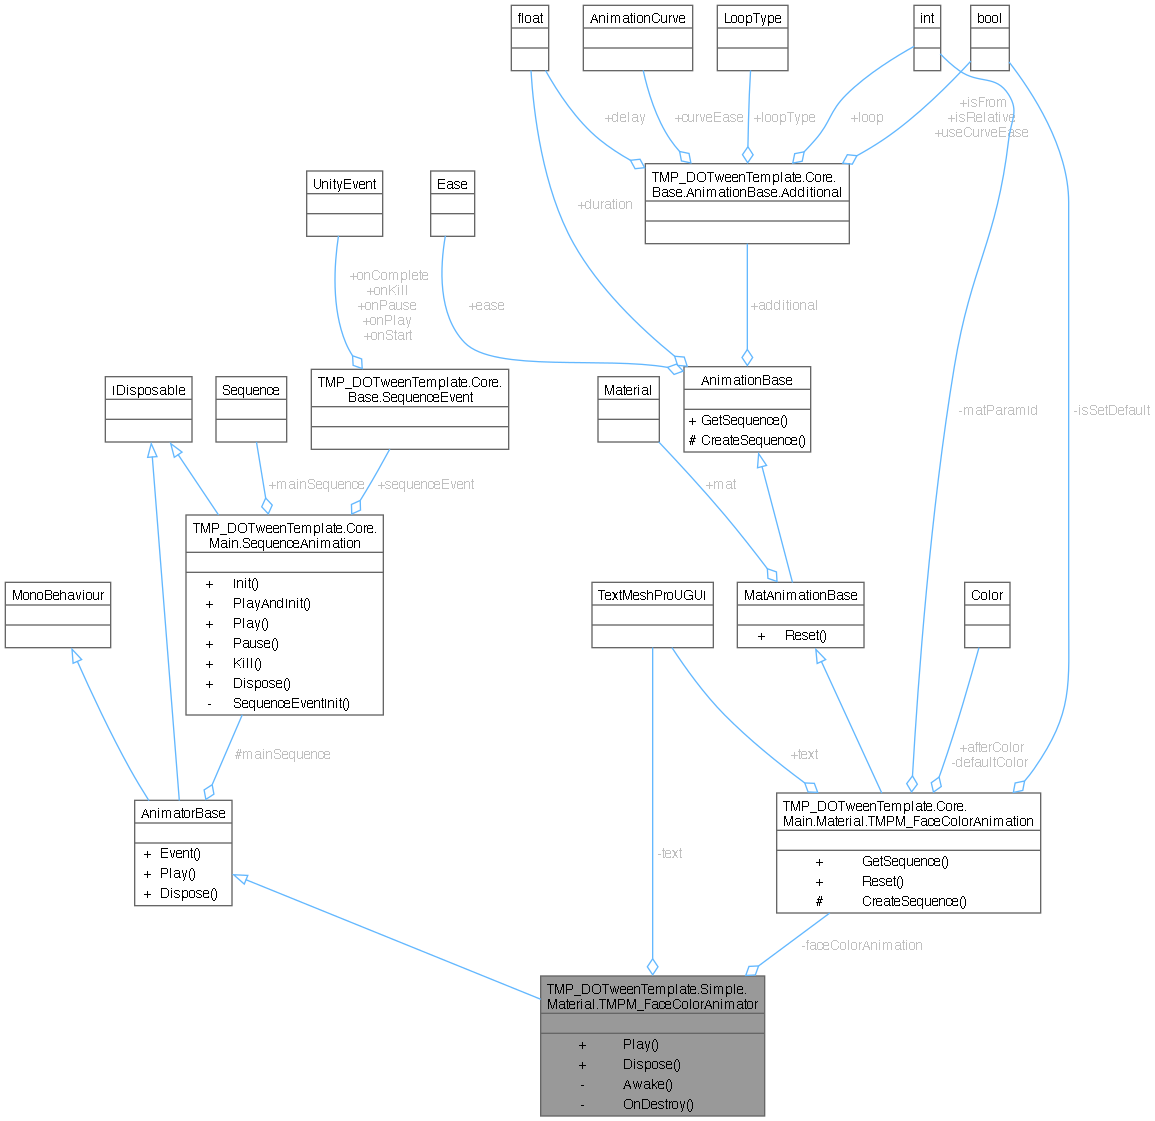 float
AnimationCurve
LoopType
int
bool
+delay
+curveEase
+loopType
+loop
+isFrom
+isRelative
+useCurveEase
UnityEvent
Ease
TMP_DOTweenTemplate.Core.
Base.AnimationBase.Additional
+duration
+onComplete
+onKill
+onPause
+onPlay
+onStart
+ease
+additional
IDisposable
Sequence
TMP_DOTweenTemplate.Core.
Base.SequenceEvent
Material
AnimationBase
+ GetSequence()
# CreateSequence()
-matParamId
-isSetDefault
+mainSequence
+sequenceEvent
+mat
TMP_DOTweenTemplate.Core.
Main.SequenceAnimation
+ Init()
+ PlayAndInit()
+ Play()
+ Pause()
+ Kill()
+ Dispose()
- SequenceEventInit()
MonoBehaviour
TextMeshProUGUI
MatAnimationBase
+ Reset()
Color
#mainSequence
+text
+afterColor
-defaultColor
AnimatorBase
+ Event()
+ Play()
+ Dispose()
TMP_DOTweenTemplate.Core.
Main.Material.TMPM_FaceColorAnimation
+ GetSequence()
+ Reset()
# CreateSequence()
-text
-faceColorAnimation
TMP_DOTweenTemplate.Simple.
Material.TMPM_FaceColorAnimator
+ Play()
+ Dispose()
- Awake()
- OnDestroy()